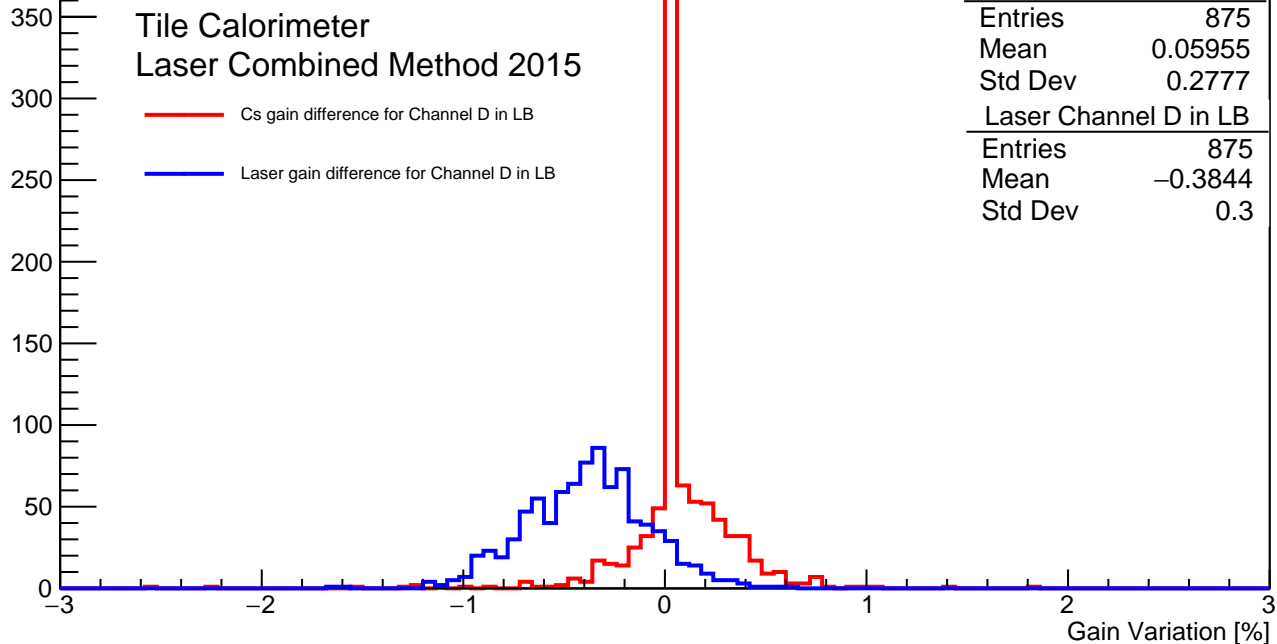 350
300
250
200
150
100
50
0
Tile Calorimeter
Laser Combined Method 2015
Cs gain difference for Channel D in LB
Laser gain difference for Channel D in LB
Entries 875
Mean 0.05955
Std Dev 0.2777
Laser Channel D in LB
Entries 875
Mean −0.3844
Std Dev 0.3
−3 −2 −1 0 1 2 3
Gain Variation [%]